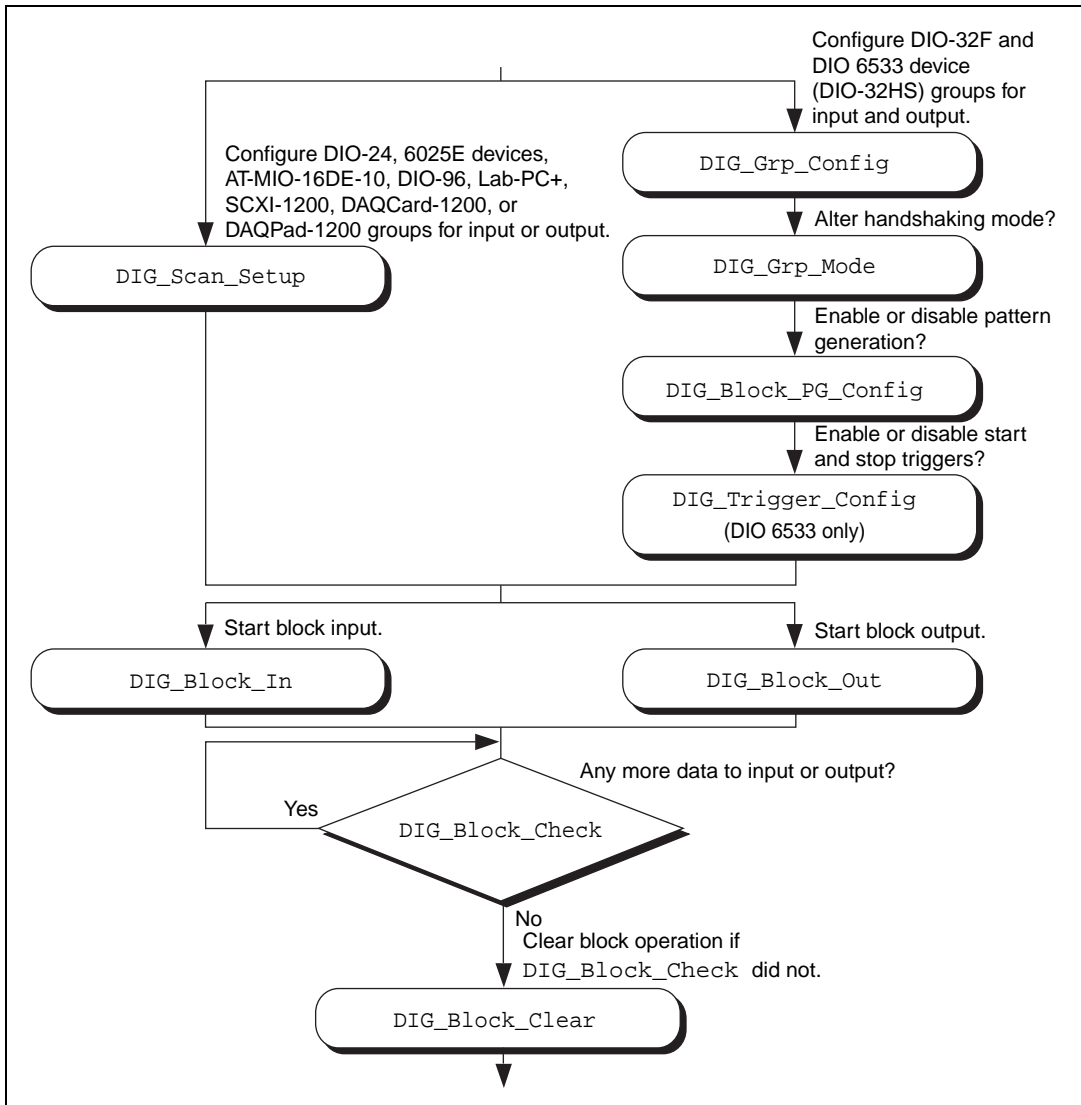 Configure DIO-32F and
DIO 6533 device
(DIO-32HS) groups for
input and output.
DIG_Grp_Config
Configure DIO-24, 6025E devices,
AT-MIO-16DE-10, DIO-96, Lab-PC+,
SCXI-1200, DAQCard-1200, or
DAQPad-1200 groups for input or output.
DIG_Scan_Setup
Alter handshaking mode?
DIG_Grp_Mode
Enable or disable pattern
generation?
DIG_Block_PG_Config
Enable or disable start
and stop triggers?
DIG_Trigger_Config
(DIO 6533 only)
Start block input.
DIG_Block_In
Start block output.
DIG_Block_Out
Any more data to input or output?
Yes
DIG_Block_Check
No
Clear block operation if
DIG_Block_Check did not.
DIG_Block_Clear